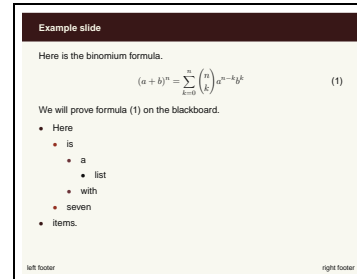 Example slide
Here is the binomium formula.
(a + b)^n = \sum_{k=0}^{n} \binom{n}{k} a^{n-k} b^k (1)
We will prove formula (1) on the blackboard.
• Here
• is
• a
• list
• with
• seven
• items.
left footer right footer